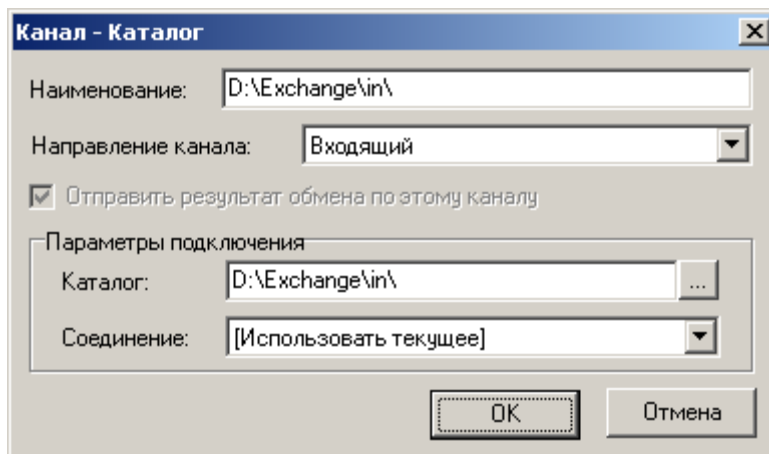 Канал - Каталог
Наименование: D:\Exchange\in\
Направление канала: Входящий
Отправить результат обмена по этому каналу
Параметры подключения
Каталог: D:\Exchange\in\ ...
Соединение: [Использовать текущее]
OK Отмена